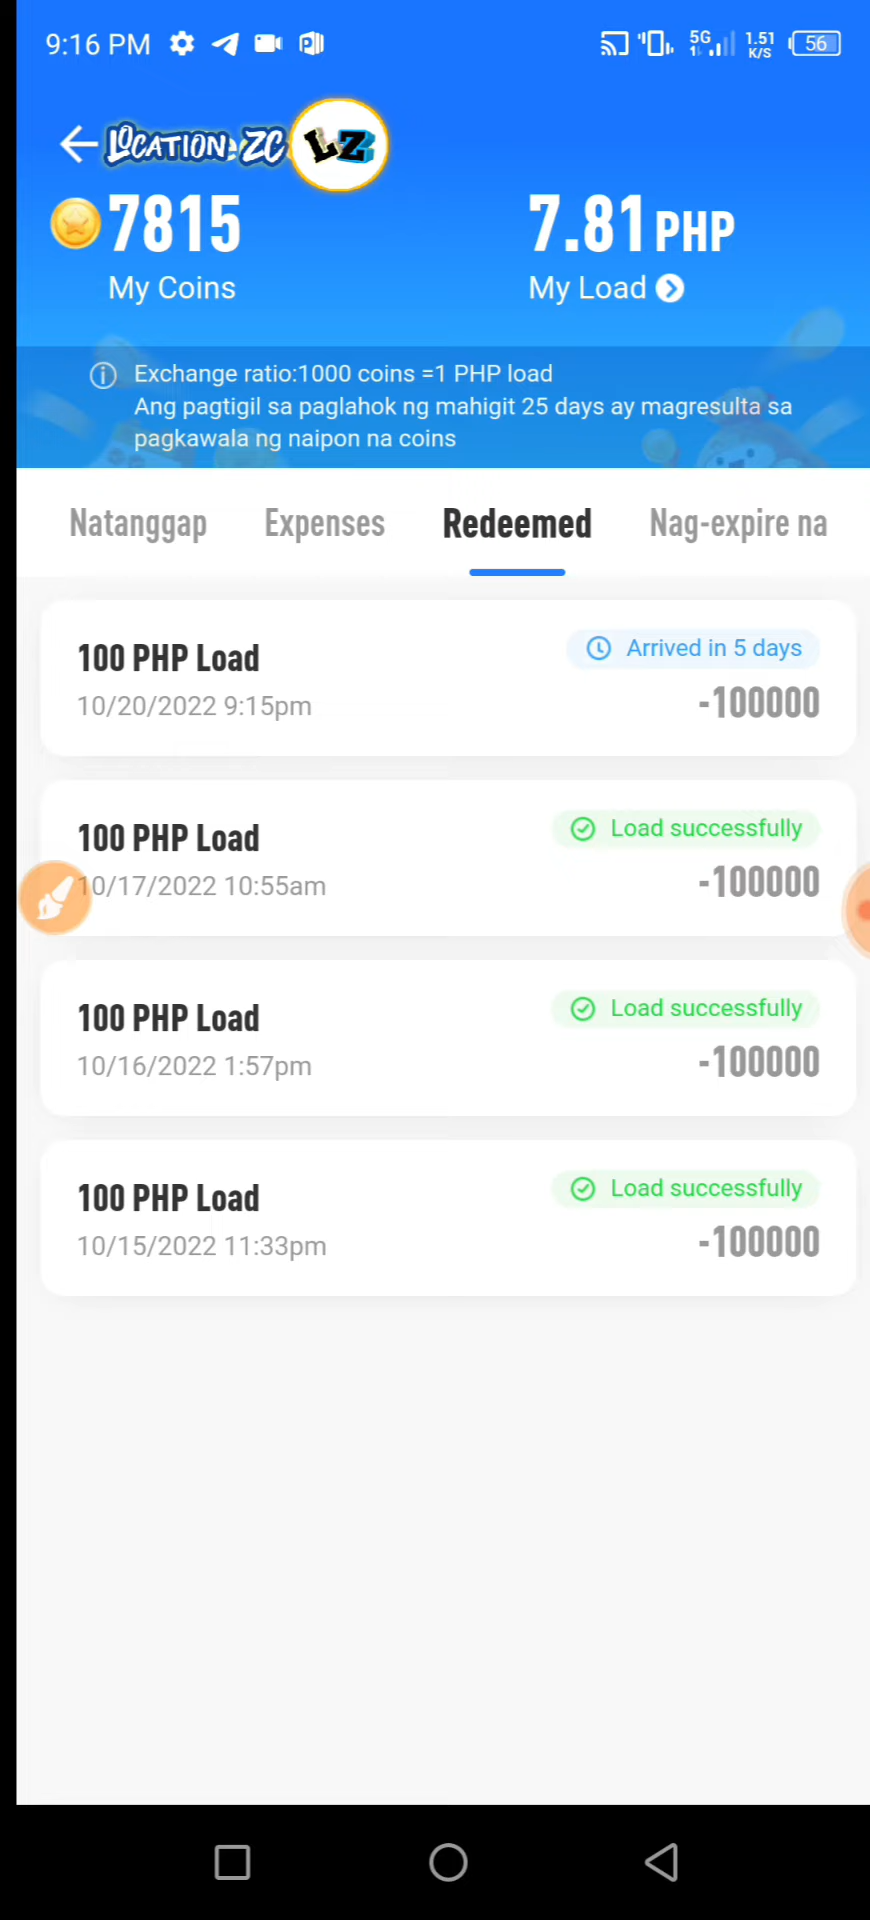 9:16 PM 5G 1.51 K/S 56
LOCATION ZC LZ
7815
7.81 PHP
My Coins
My Load
Exchange ratio:1000 coins =1 PHP load
Ang pagtigil sa paglahok ng mahigit 25 days ay magresulta sa
pagkawala ng naipon na coins
Natanggap Expenses Redeemed Nag-expire na
100 PHP Load
Arrived in 5 days
10/20/2022 9:15pm
-100000
100 PHP Load
Load successfully
10/17/2022 10:55am
-100000
100 PHP Load
Load successfully
10/16/2022 1:57pm
-100000
100 PHP Load
Load successfully
10/15/2022 11:33pm
-100000